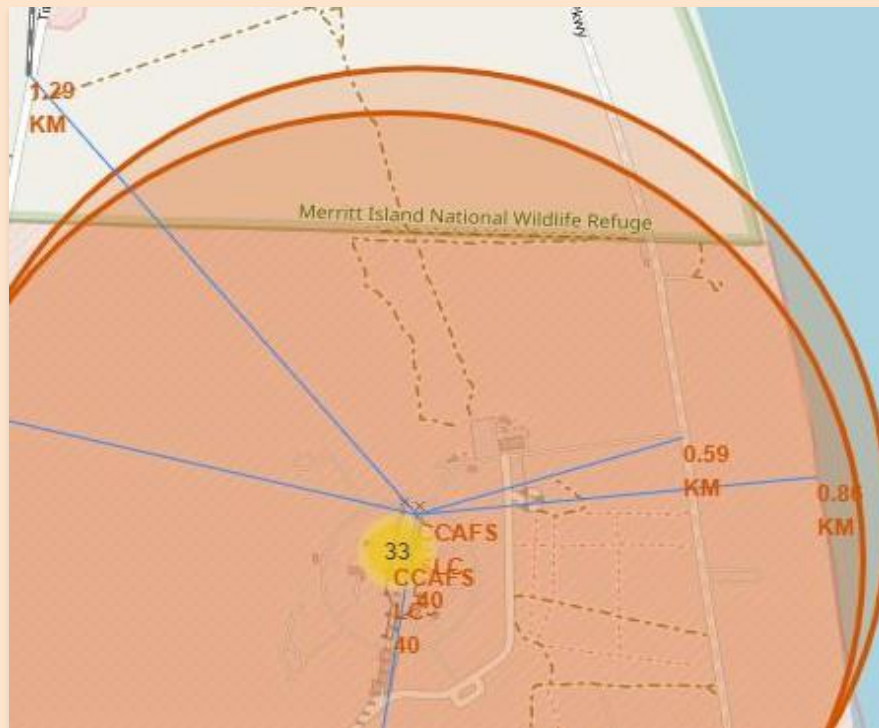 1.29
KM
Merritt Island National Wildlife Refuge
0.59
KM
0.86
KM
CCAFS
LC
40
33
CCAFS
LC-
40